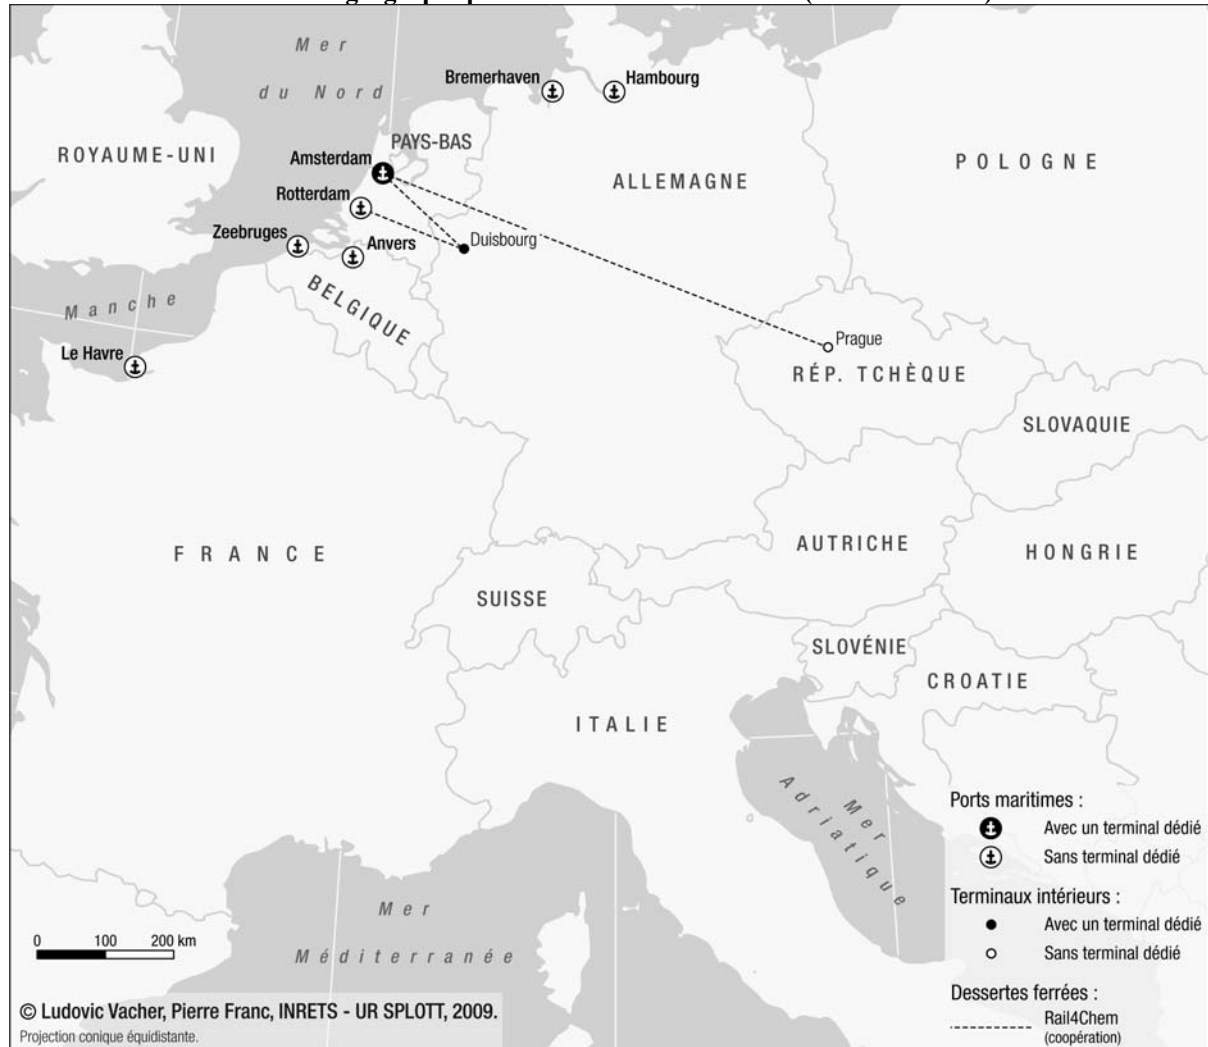 Mer
du Nord
Bremerhaven
Hambourg
ROYAUME-UNI
PAYS-BAS
Amsterdam
ALLEMAGNE
POLOGNE
Rotterdam
Zeebruges
Anvers
Duisbourg
BELGIQUE
Manche
Le Havre
Prague
RÉP. TCHÈQUE
SLOVAQUIE
FRANCE
AUTRICHE
HONGRIE
SUISSE
SLOVÉNIE
CROATIE
ITALIE
Mer
Adriatique
Mer
Méditerranée
0 100 200 km
© Ludovic Vacher, Pierre Franc, INRETS - UR SPLOTT, 2009.
Projection conique équidistante.
Ports maritimes :
Avec un terminal dédié
Sans terminal dédié
Terminaux intérieurs :
Avec un terminal dédié
Sans terminal dédié
Dessertes ferrées :
Rail4Chem
(coopération)